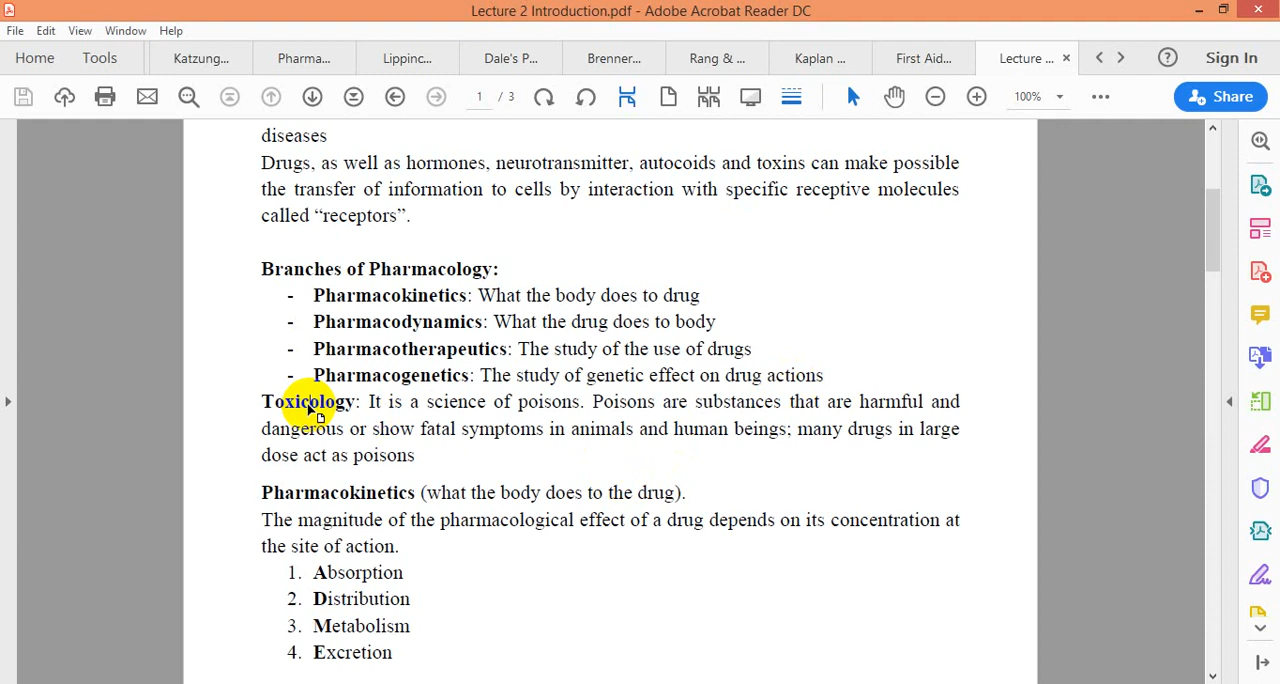 Lecture 2 Introduction.pdf - Adobe Acrobat Reader DC
File Edit View Window Help
Home Tools Katzung... Pharma... Lippinc... Dale's P... Brenner... Rang & ... Kaplan ... First Aid... Lecture ... × Sign In
1 / 3 100% Share
diseases
Drugs, as well as hormones, neurotransmitter, autocoids and toxins can make possible
the transfer of information to cells by interaction with specific receptive molecules
called “receptors”.
Branches of Pharmacology:
- Pharmacokinetics: What the body does to drug
- Pharmacodynamics: What the drug does to body
- Pharmacotherapeutics: The study of the use of drugs
- Pharmacogenetics: The study of genetic effect on drug actions
Toxicology: It is a science of poisons. Poisons are substances that are harmful and
dangerous or show fatal symptoms in animals and human beings; many drugs in large
dose act as poisons
Pharmacokinetics (what the body does to the drug).
The magnitude of the pharmacological effect of a drug depends on its concentration at
the site of action.
1. Absorption
2. Distribution
3. Metabolism
4. Excretion